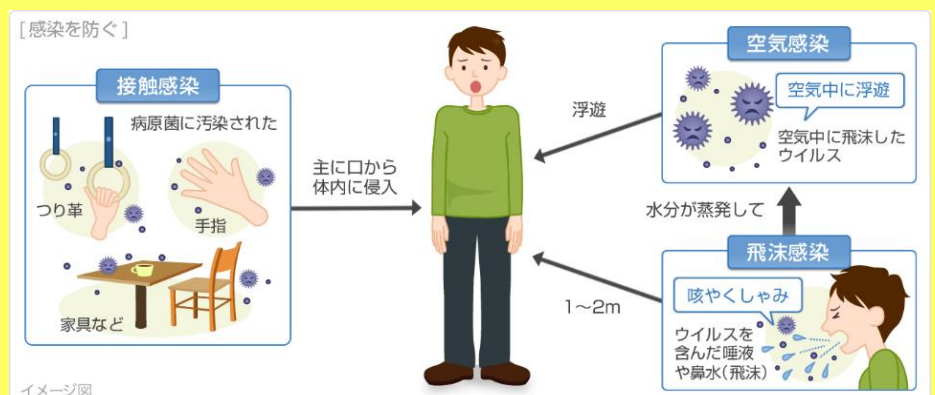 [感染を防ぐ]
接触感染
病原菌に汚染された
つり革
手指
家具など
主に口から
体内に侵入
空気感染
空気中に浮遊
空気中に飛沫した
ウイルス
浮遊
水分が蒸発して
飛沫感染
咳やくしゃみ
ウイルスを
含んだ唾液
や鼻水(飛沫)
1〜2m
イメージ図